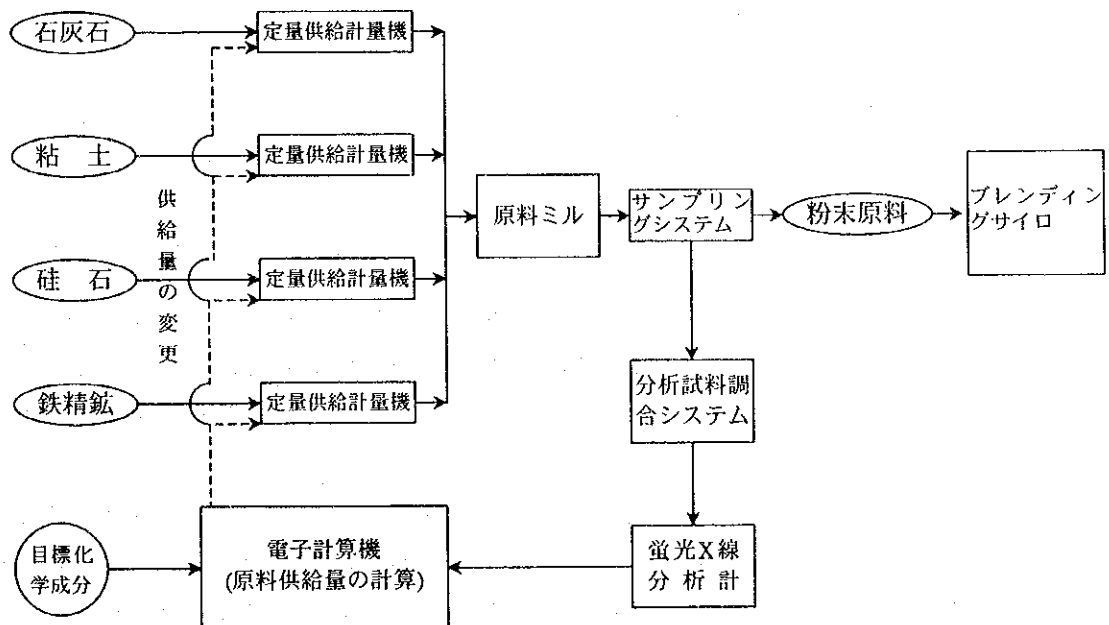 石灰石
定量供給計量機
粘 土
定量供給計量機
供給量の変更
硅 石
定量供給計量機
鉄精鉱
定量供給計量機
原料ミル
サンプリン
グシステム
粉末原料
ブレンディン
グサイロ
分析試料調
合システム
目標化
学成分
電子計算機
(原料供給量の計算)
蛍光X線
分 析 計